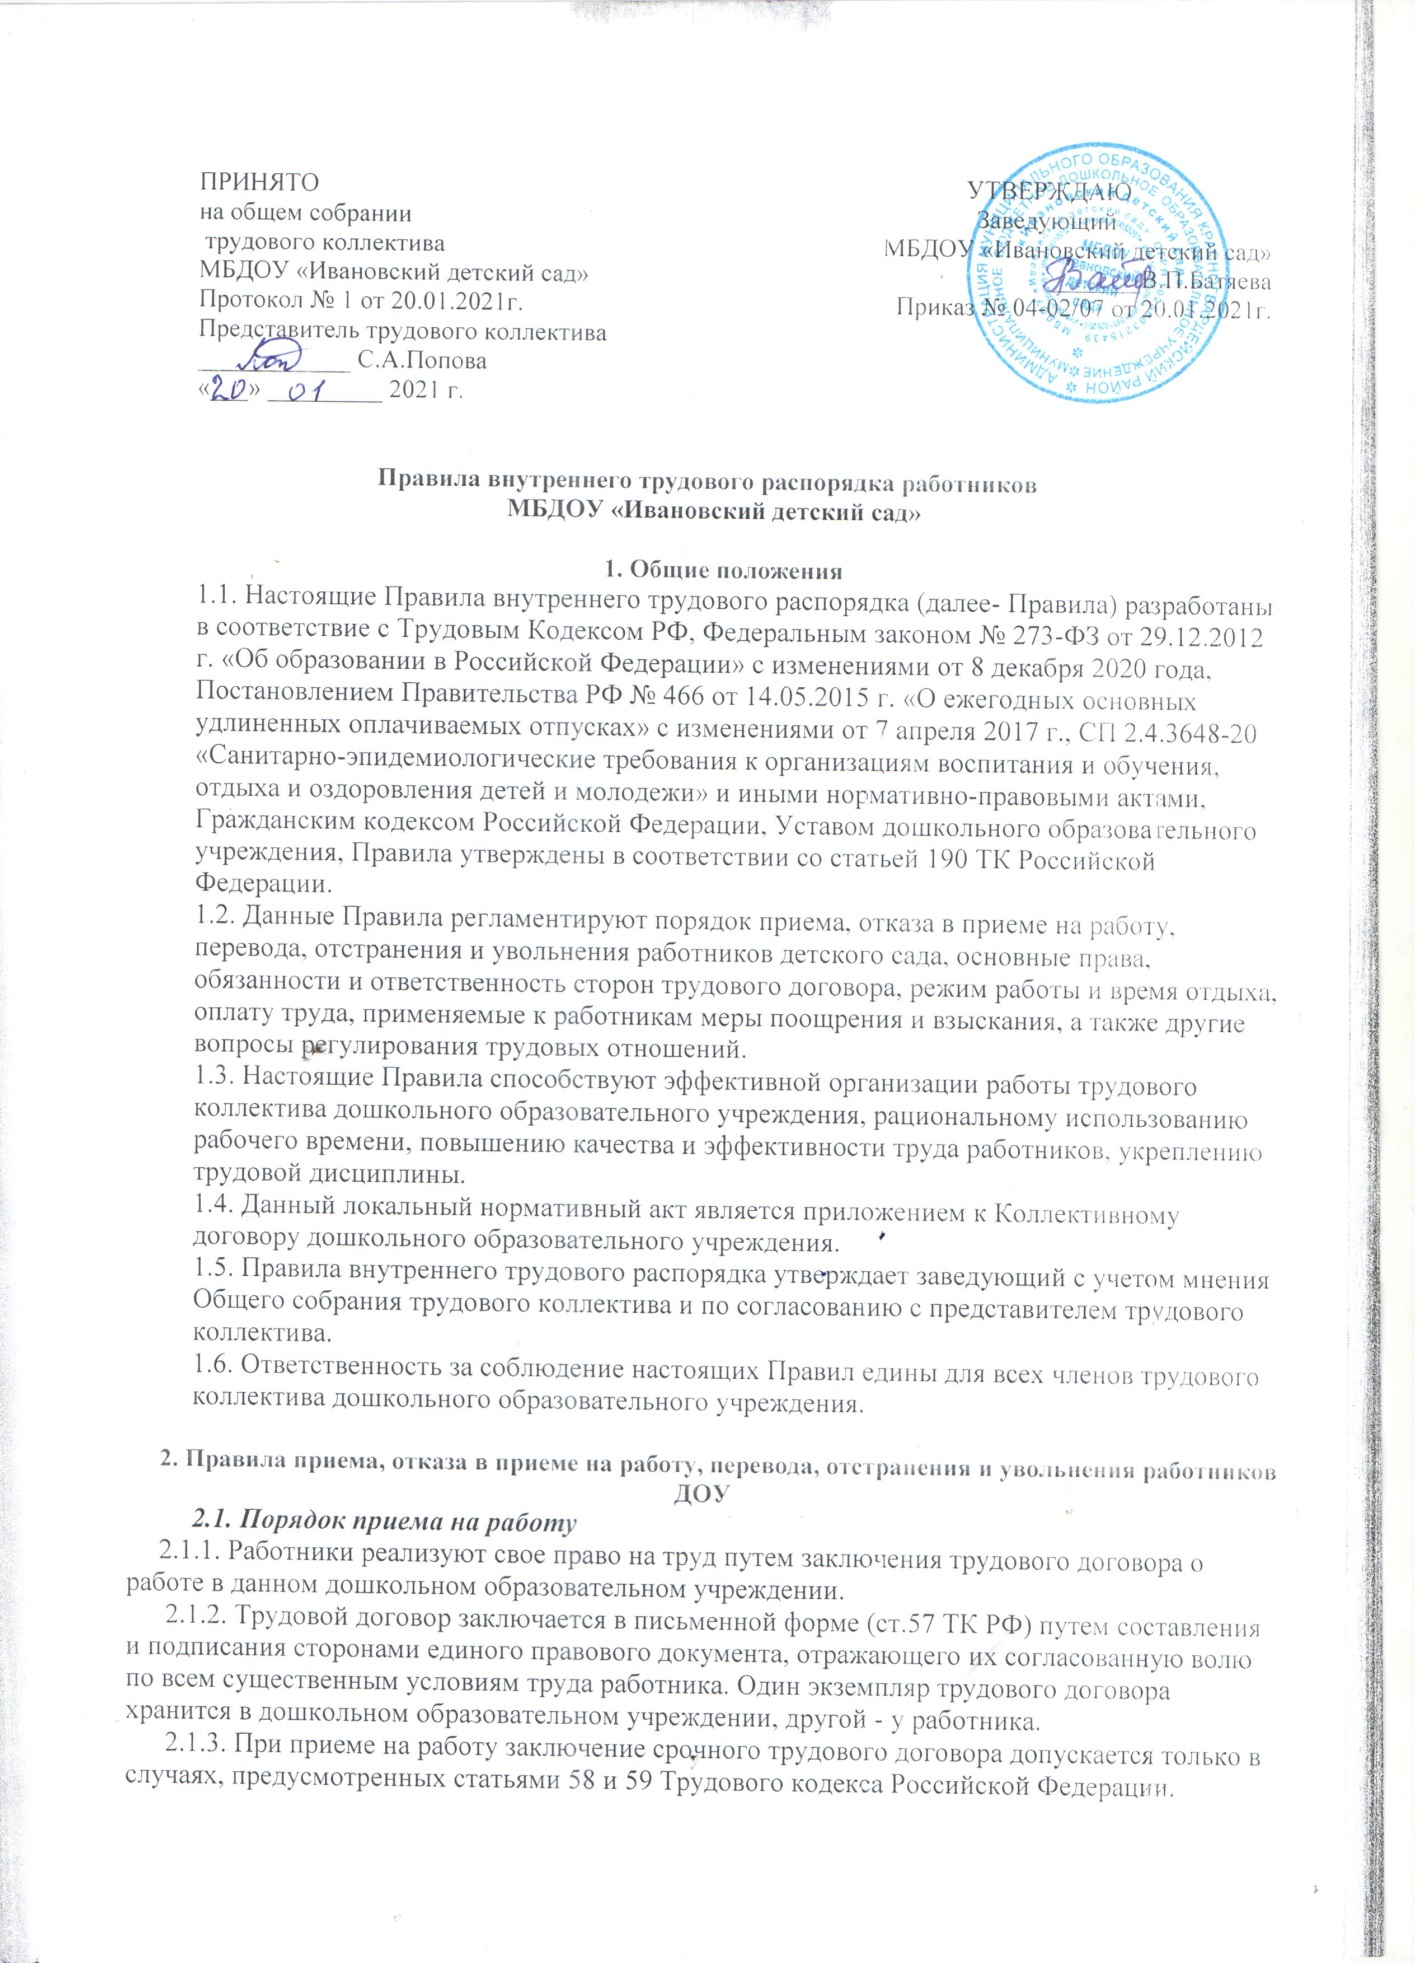 ПРИНЯТО
на общем собрании
трудового коллектива
МБДОУ «Ивановский детский сад»
Протокол № 1 от 20.01.2021г.
Представитель трудового коллектива
____________ С.А.Попова
«20» 01 2021 г.
УТВЕРЖДАЮ
Заведующий
МБДОУ «Ивановский детский сад»
В.П.Батяева
Приказ № 04-02/07 от 20.01.2021г.
Правила внутреннего трудового распорядка работников
МБДОУ «Ивановский детский сад»
1. Общие положения
1.1. Настоящие Правила внутреннего трудового распорядка (далее- Правила) разработаны
в соответствие с Трудовым Кодексом РФ, Федеральным законом № 273-ФЗ от 29.12.2012
г. «Об образовании в Российской Федерации» с изменениями от 8 декабря 2020 года,
Постановлением Правительства РФ № 466 от 14.05.2015 г. «О ежегодных основных
удлиненных оплачиваемых отпусках» с изменениями от 7 апреля 2017 г., СП 2.4.3648-20
«Санитарно-эпидемиологические требования к организациям воспитания и обучения,
отдыха и оздоровления детей и молодежи» и иными нормативно-правовыми актами,
Гражданским кодексом Российской Федерации, Уставом дошкольного образовательного
учреждения, Правила утверждены в соответствии со статьей 190 ТК Российской
Федерации.
1.2. Данные Правила регламентируют порядок приема, отказа в приеме на работу,
перевода, отстранения и увольнения работников детского сада, основные права,
обязанности и ответственность сторон трудового договора, режим работы и время отдыха,
оплату труда, применяемые к работникам меры поощрения и взыскания, а также другие
вопросы регулирования трудовых отношений.
1.3. Настоящие Правила способствуют эффективной организации работы трудового
коллектива дошкольного образовательного учреждения, рациональному использованию
рабочего времени, повышению качества и эффективности труда работников, укреплению
трудовой дисциплины.
1.4. Данный локальный нормативный акт является приложением к Коллективному
договору дошкольного образовательного учреждения.
1.5. Правила внутреннего трудового распорядка утверждает заведующий с учетом мнения
Общего собрания трудового коллектива и по согласованию с представителем трудового
коллектива.
1.6. Ответственность за соблюдение настоящих Правил едины для всех членов трудового
коллектива дошкольного образовательного учреждения.
2. Правила приема, отказа в приеме на работу, перевода, отстранения и увольнения работников
ДОУ
2.1. Порядок приема на работу
2.1.1. Работники реализуют свое право на труд путем заключения трудового договора о
работе в данном дошкольном образовательном учреждении.
2.1.2. Трудовой договор заключается в письменной форме (ст.57 ТК РФ) путем составления
и подписания сторонами единого правового документа, отражающего их согласованную волю
по всем существенным условиям труда работника. Один экземпляр трудового договора
хранится в дошкольном образовательном учреждении, другой - у работника.
2.1.3. При приеме на работу заключение срочного трудового договора допускается только в
случаях, предусмотренных статьями 58 и 59 Трудового кодекса Российской Федерации.